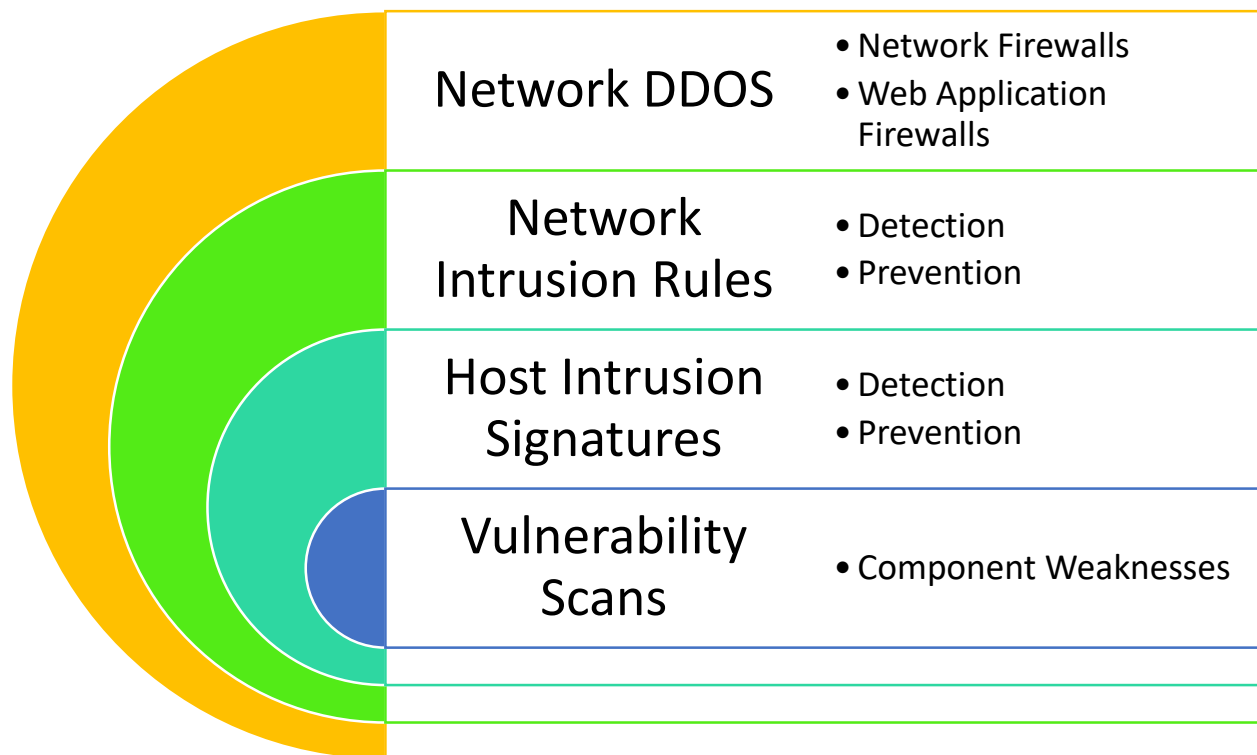 Network DDOS
• Network Firewalls
• Web Application
Firewalls
Network
Intrusion Rules
• Detection
• Prevention
Host Intrusion
Signatures
• Detection
• Prevention
Vulnerability
Scans
• Component Weaknesses